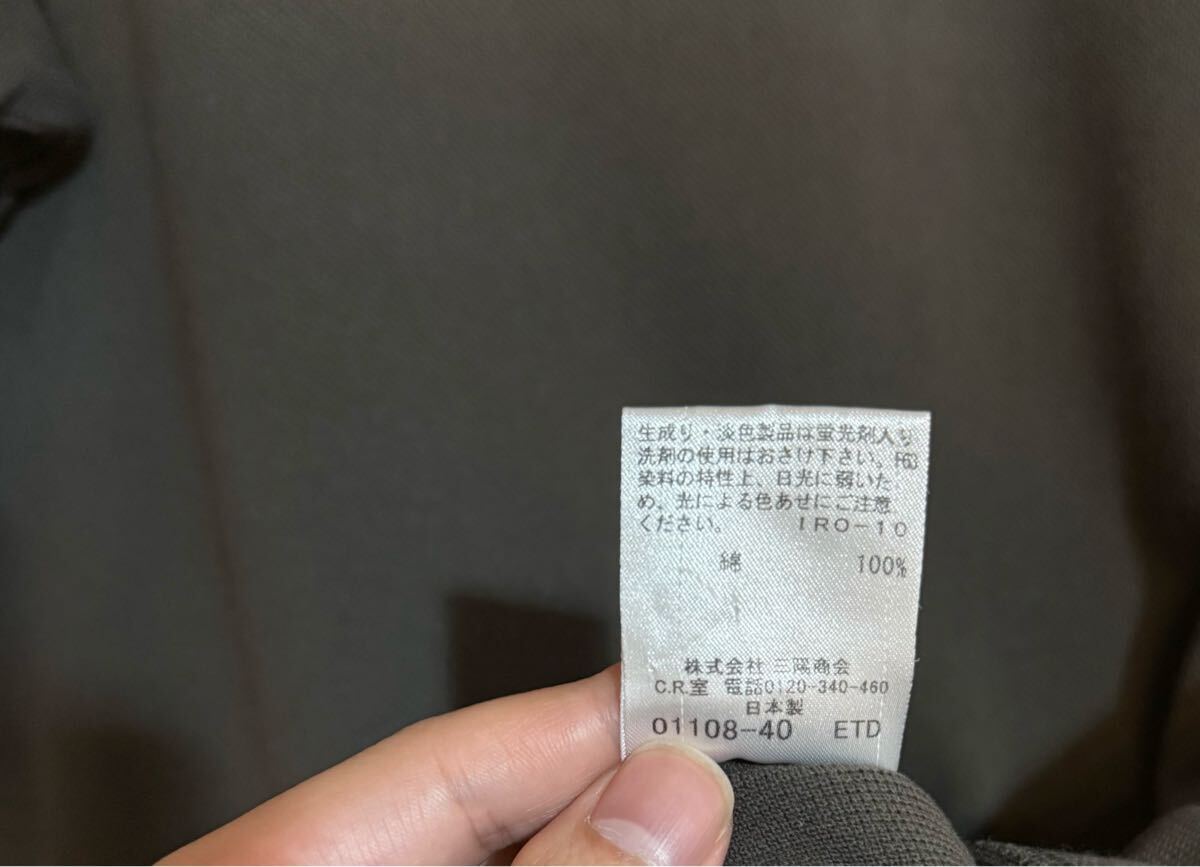 生成り・淡色製品は蛍光剤入り
洗剤の使用はおさけ下さい。F63
染料の特性上、日光に弱いた
め、光による色あせにご注意
ください。 IRO-10
綿 100%
株式会社 三陽商会
C.R.室 電話0120-340-460
日本製
01108-40 ETD